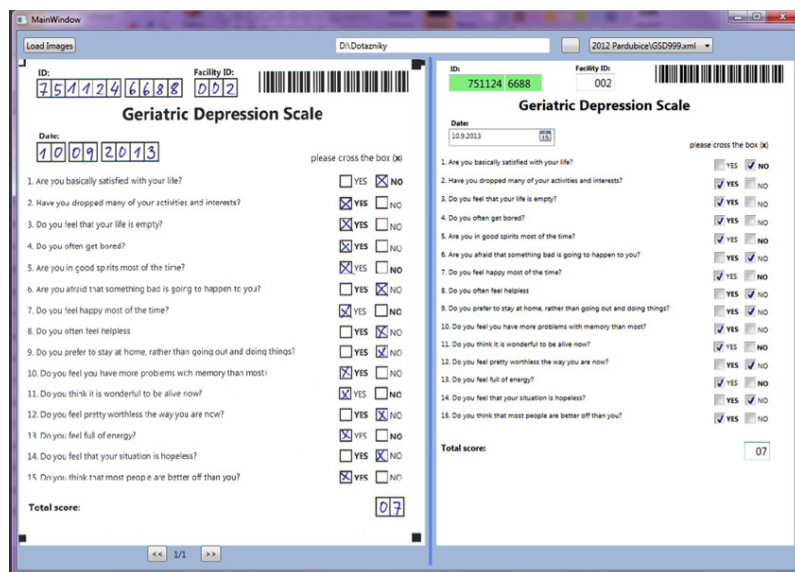 MainWindow
Load Images
D:\Dotazniky
2012 Pardubice\GSD999.xml
ID:
Facility ID:
7511246688
002
Geriatric Depression Scale
Date:
10092013
please cross the box (x)
1. Are you basically satisfied with your life? YES NO
2. Have you dropped many of your activities and interests? YES NO
3. Do you feel that your life is empty? YES NO
4. Do you often get bored? YES NO
5. Are you in good spirits most of the time? YES NO
6. Are you afraid that something bad is going to happen to you? YES NO
7. Do you feel happy most of the time? YES NO
8. Do you often feel helpless YES NO
9. Do you prefer to stay at home, rather than going out and doing things? YES NO
10. Do you feel you have more problems with memory than most? YES NO
11. Do you think it is wonderful to be alive now? YES NO
12. Do you feel pretty worthless the way you are now? YES NO
13. Do you feel full of energy? YES NO
14. Do you feel that your situation is hopeless? YES NO
15. Do you think that most people are better off than you? YES NO
Total score: 07
<< 1/1 >>
ID:
Facility ID:
751124 6688
002
Geriatric Depression Scale
Date:
10.9.2013
15
please cross the box (x)
1. Are you basically satisfied with your life? YES NO
2. Have you dropped many of your activities and interests? YES NO
3. Do you feel that your life is empty? YES NO
4. Do you often get bored? YES NO
5. Are you in good spirits most of the time? YES NO
6. Are you afraid that something bad is going to happen to you? YES NO
7. Do you feel happy most of the time? YES NO
8. Do you often feel helpless YES NO
9. Do you prefer to stay at home, rather than going out and doing things? YES NO
10. Do you feel you have more problems with memory than most? YES NO
11. Do you think it is wonderful to be alive now? YES NO
12. Do you feel pretty worthless the way you are now? YES NO
13. Do you feel full of energy? YES NO
14. Do you feel that your situation is hopeless? YES NO
15. Do you think that most people are better off than you? YES NO
Total score: 07